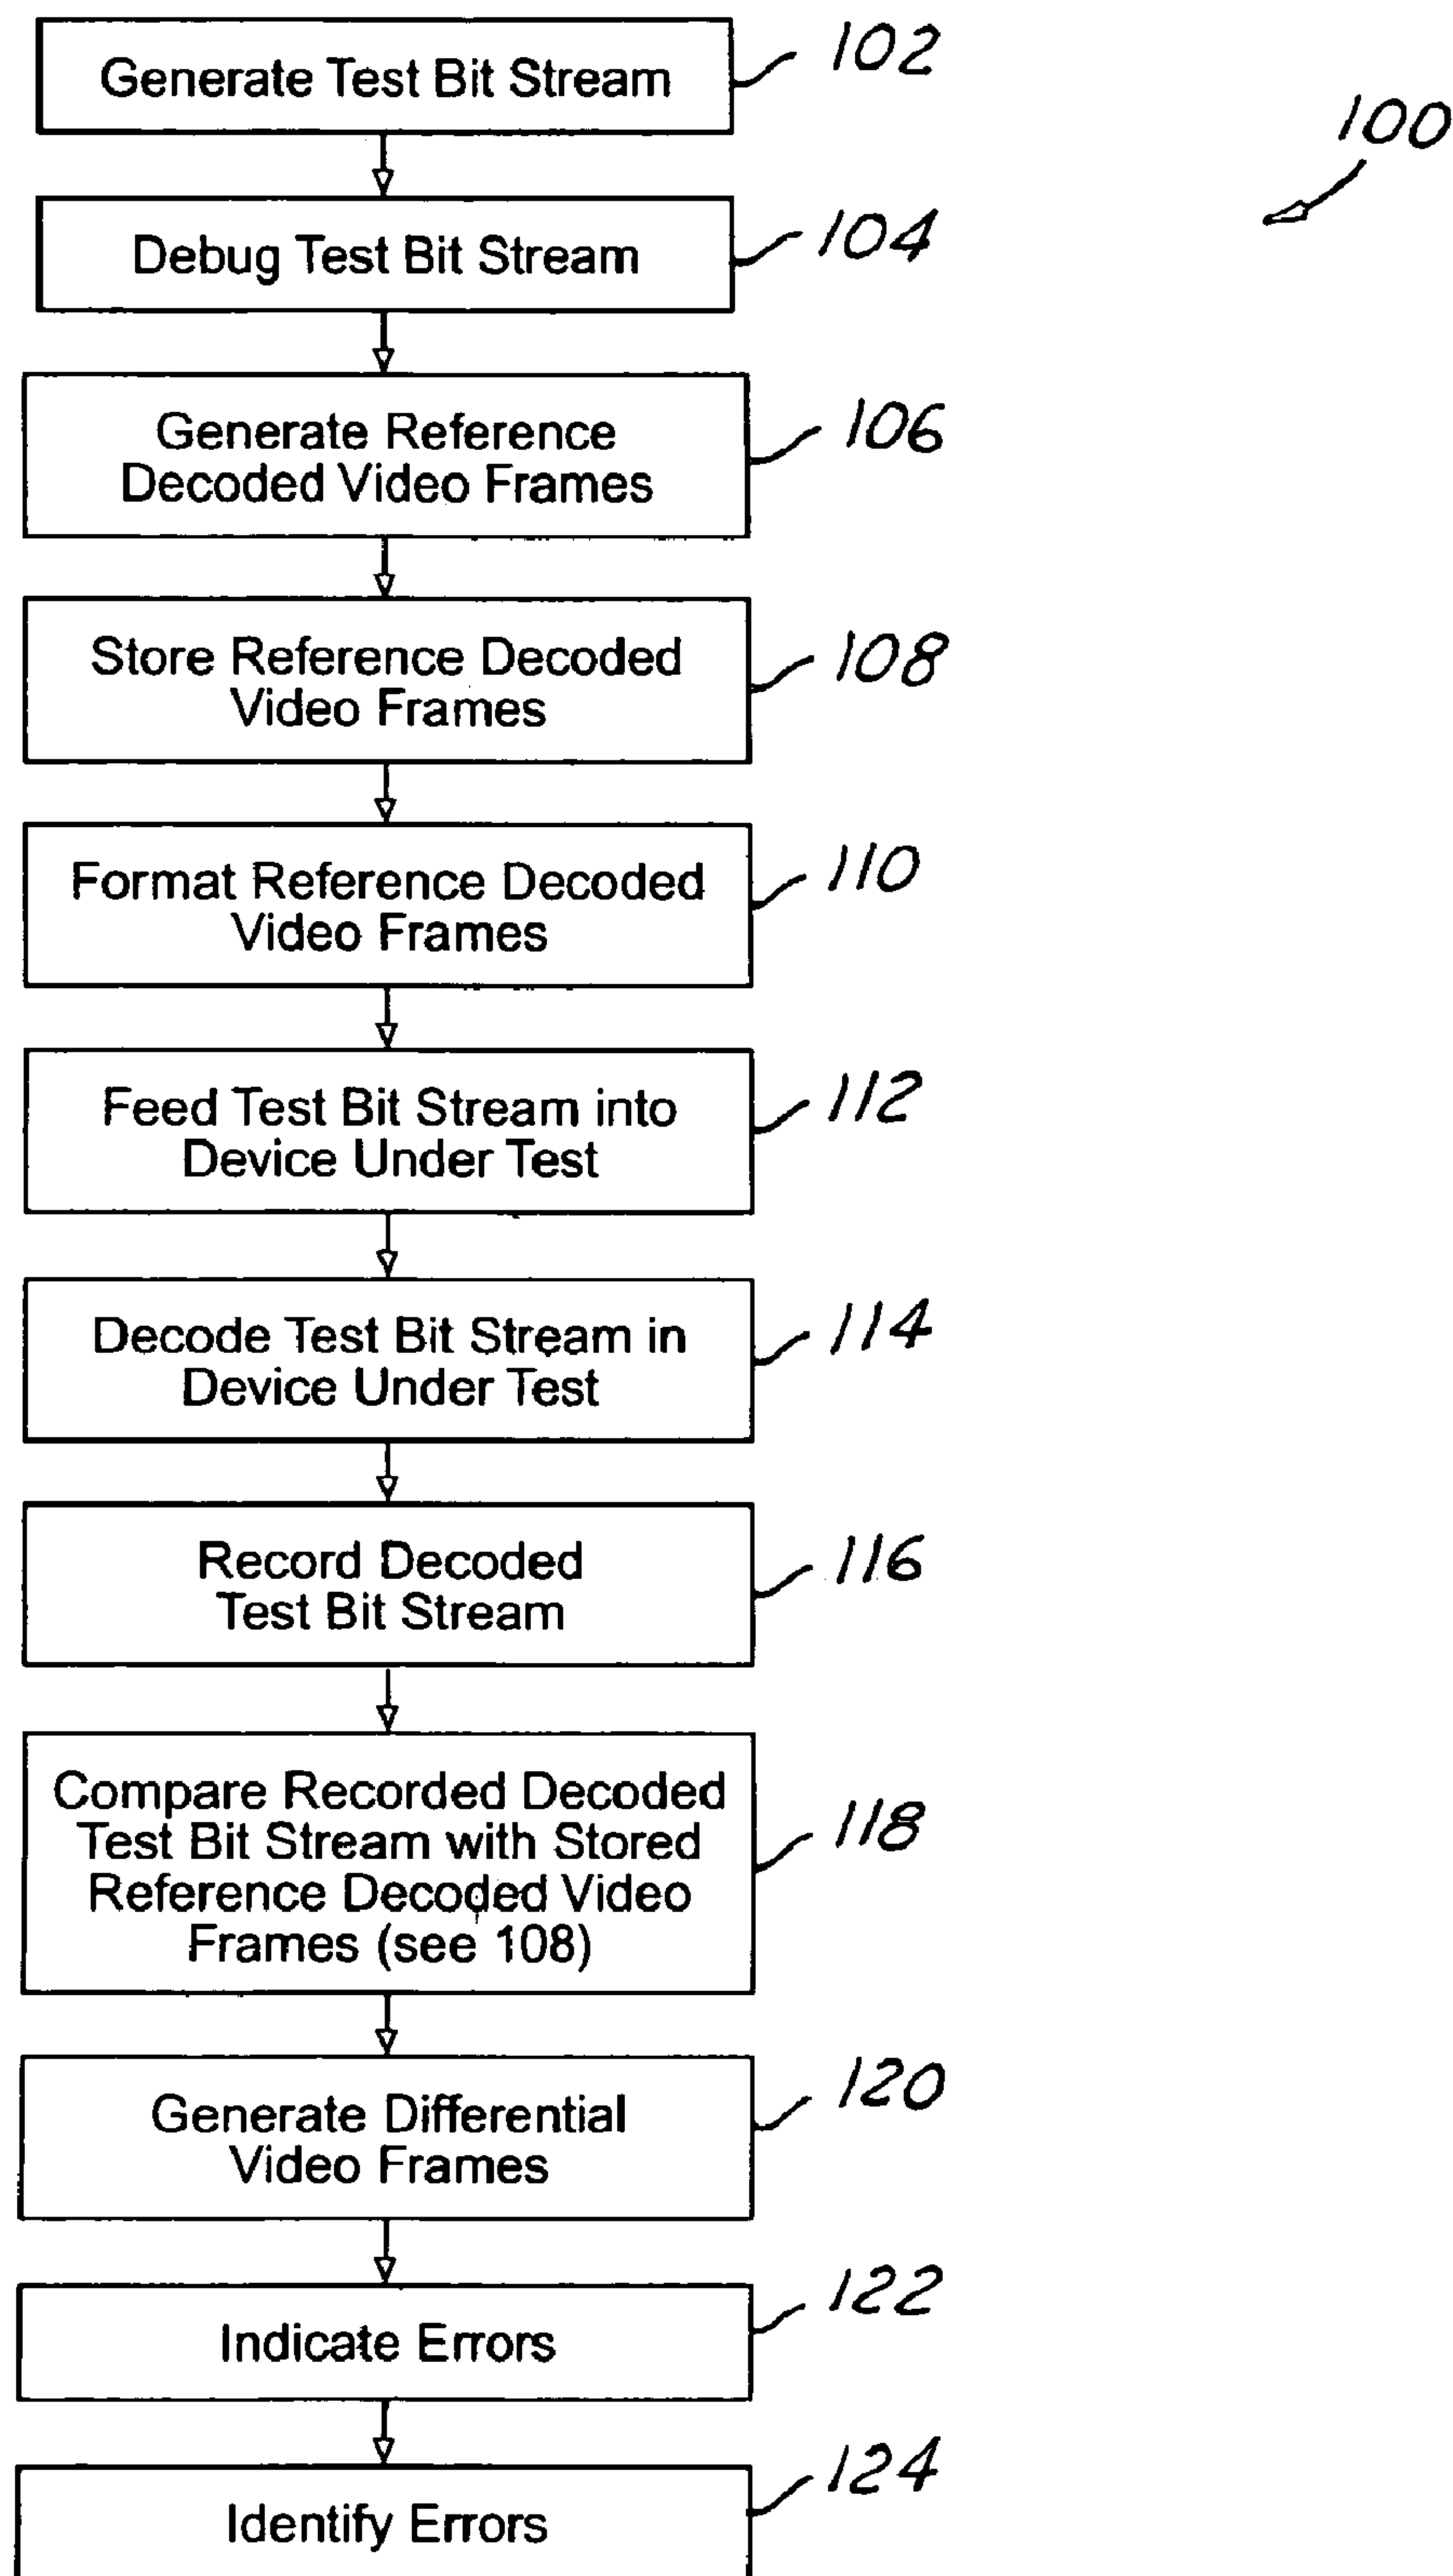 Generate Test Bit Stream
102
100
Debug Test Bit Stream
104
Generate Reference
Decoded Video Frames
106
Store Reference Decoded
Video Frames
108
Format Reference Decoded
Video Frames
110
Feed Test Bit Stream into
Device Under Test
112
Decode Test Bit Stream in
Device Under Test
114
Record Decoded
Test Bit Stream
116
Compare Recorded Decoded
Test Bit Stream with Stored
Reference Decoded Video
Frames (see 108)
118
Generate Differential
Video Frames
120
Indicate Errors
122
Identify Errors
124